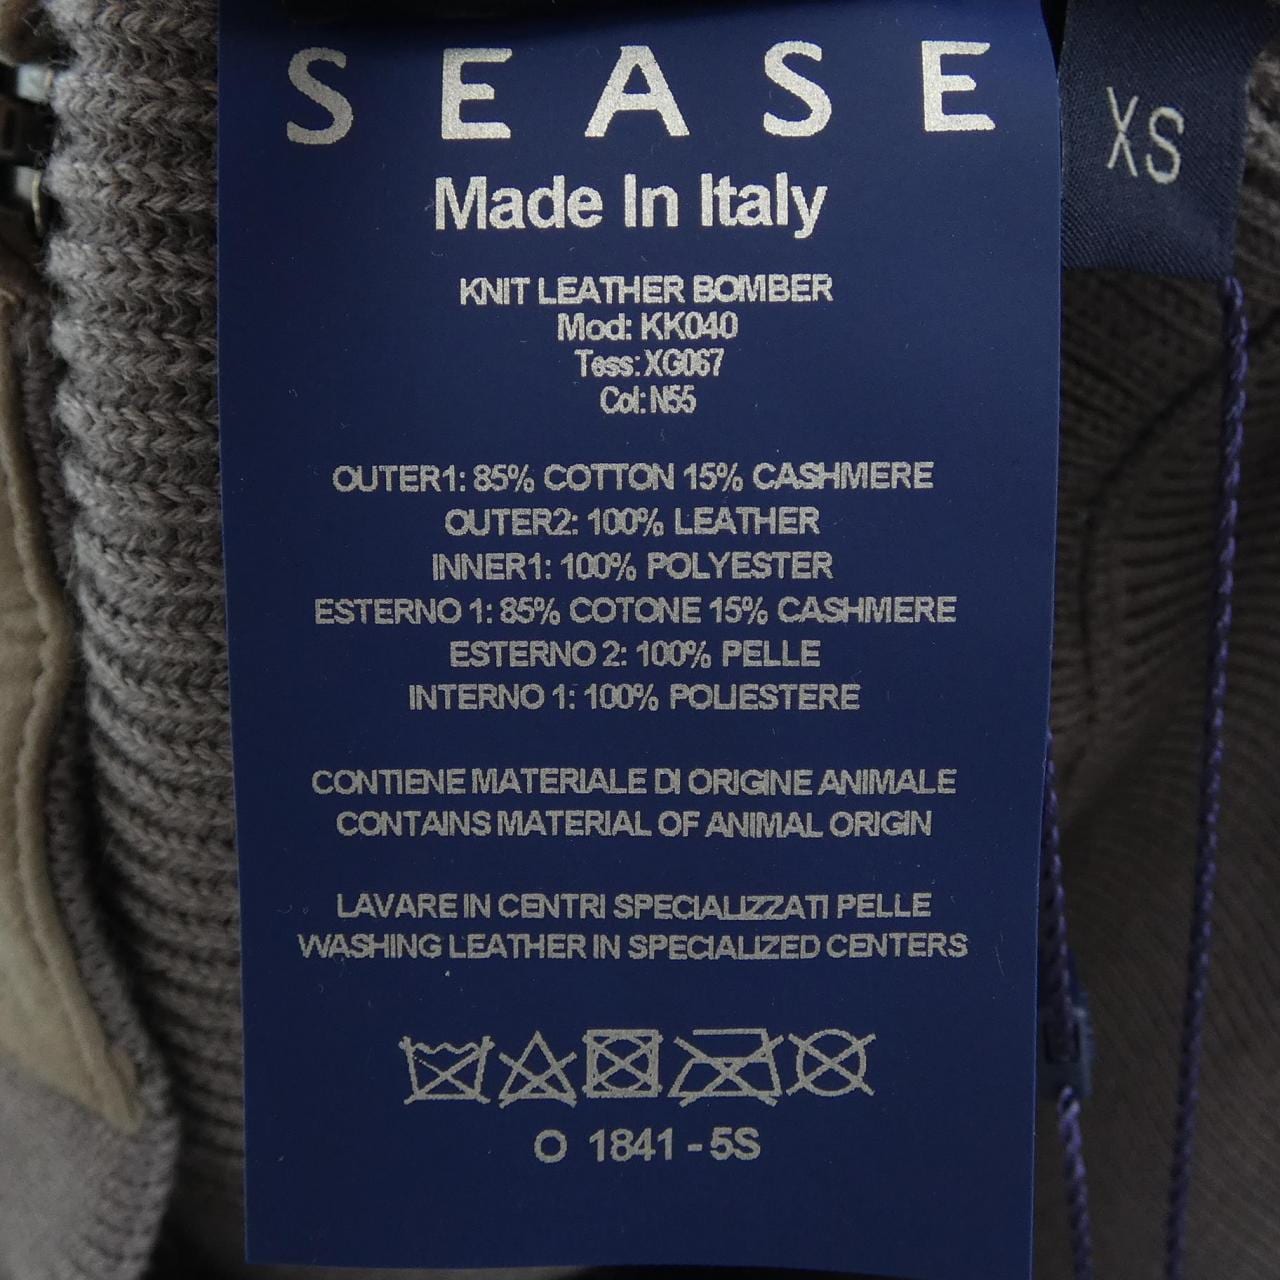 SEASE
XS
Made In Italy
KNIT LEATHER BOMBER
Mod: KK040
Tess: XG067
Col: N55
OUTER1: 85% COTTON 15% CASHMERE
OUTER2: 100% LEATHER
INNER1: 100% POLYESTER
ESTERNO 1: 85% COTONE 15% CASHMERE
ESTERNO 2: 100% PELLE
INTERNO 1: 100% POLIESTERE
CONTIENE MATERIALE DI ORIGINE ANIMALE
CONTAINS MATERIAL OF ANIMAL ORIGIN
LAVARE IN CENTRI SPECIALIZZATI PELLE
WASHING LEATHER IN SPECIALIZED CENTERS
O 1841 - 5S